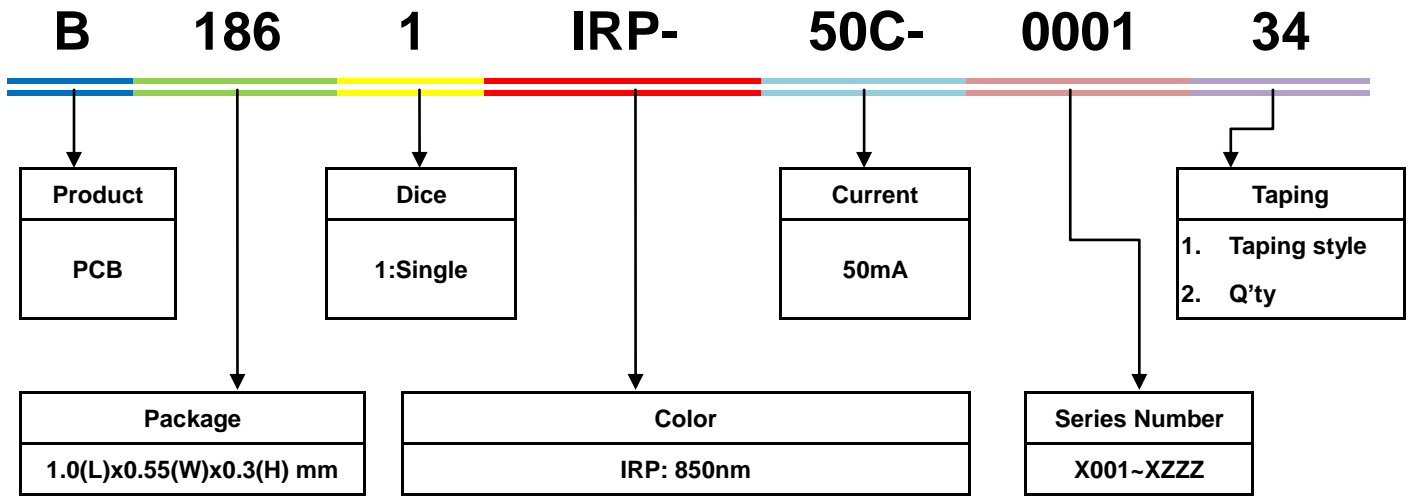 B 186 1 IRP- 50C- 0001 34
Product
PCB
Dice
1:Single
Current
50mA
Taping
1. Taping style
2. Q’ty
Package
1.0(L)x0.55(W)x0.3(H) mm
Color
IRP: 850nm
Series Number
X001~XZZZ